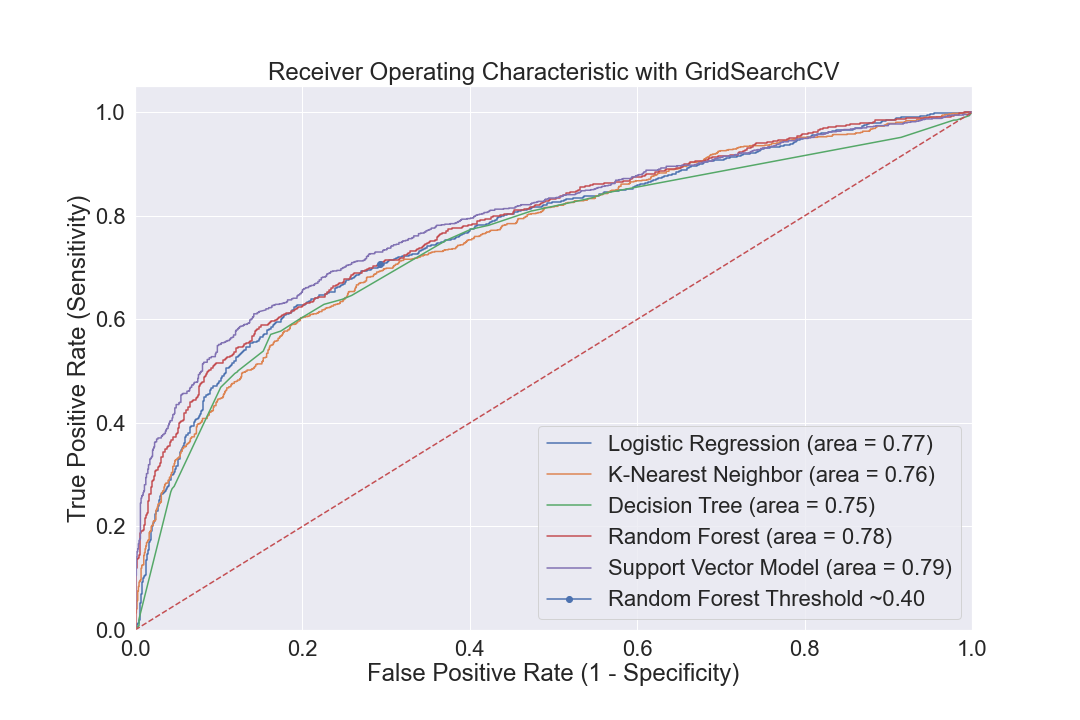 Receiver Operating Characteristic with GridSearchCV
True Positive Rate (Sensitivity)
1.0
0.8
0.6
0.4
0.2
0.0
Logistic Regression (area = 0.77)
K-Nearest Neighbor (area = 0.76)
Decision Tree (area = 0.75)
Random Forest (area = 0.78)
Support Vector Model (area = 0.79)
Random Forest Threshold ~0.40
0.0 0.2 0.4 0.6 0.8 1.0
False Positive Rate (1 - Specificity)